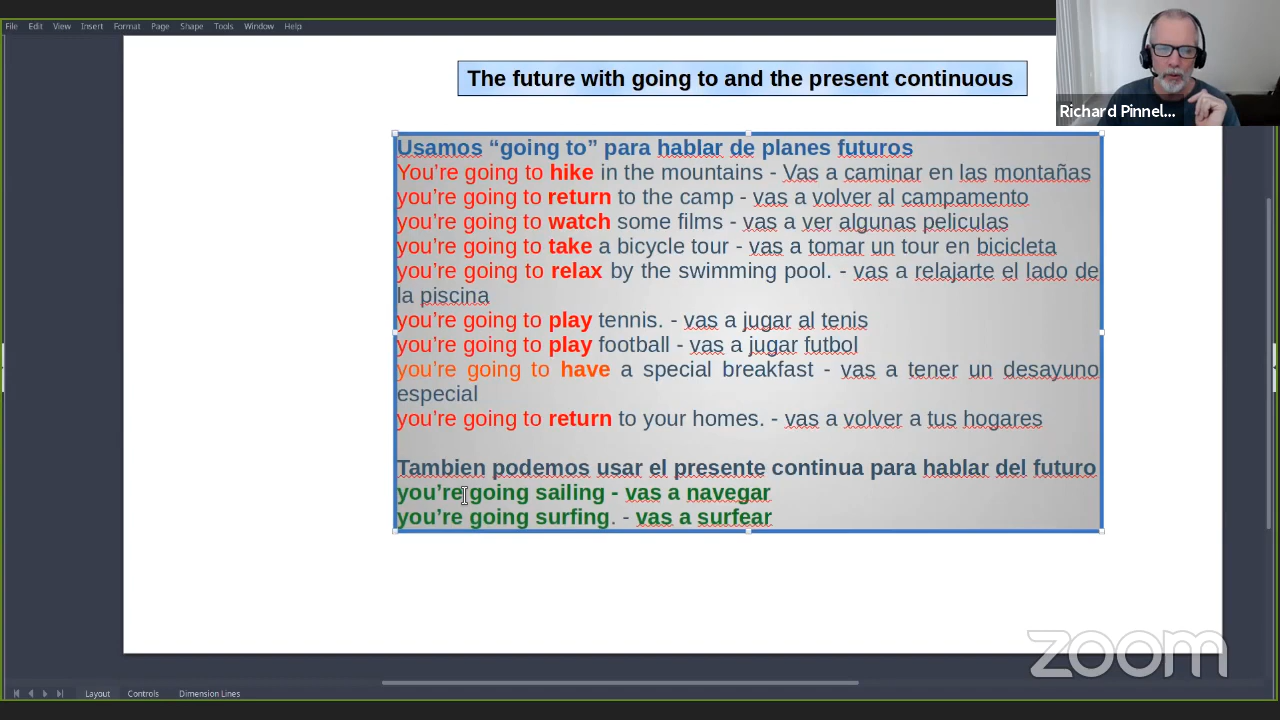 File Edit View Insert Format Page Shape Tools Window Help
The future with going to and the present continuous
Richard Pinnel...
Usamos “going to” para hablar de planes futuros
You’re going to hike in the mountains - Vas a caminar en las montañas
you’re going to return to the camp - vas a volver al campamento
you’re going to watch some films - vas a ver algunas peliculas
you’re going to take a bicycle tour - vas a tomar un tour en bicicleta
you’re going to relax by the swimming pool. - vas a relajarte el lado de
la piscina
you’re going to play tennis. - vas a jugar al tenis
you’re going to play football - vas a jugar futbol
you’re going to have a special breakfast - vas a tener un desayuno
especial
you’re going to return to your homes. - vas a volver a tus hogares
Tambien podemos usar el presente continua para hablar del futuro
you’re going sailing - vas a navegar
you’re going surfing. - vas a surfear
zoom
Layout Controls Dimension Lines